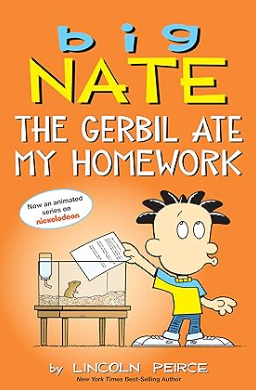 big
NATE
THE GERBIL ATE
MY HOMEWORK
Now an animated
series on
nickelodeon
by LINCOLN PEIRCE
New York Times Best-Selling Author